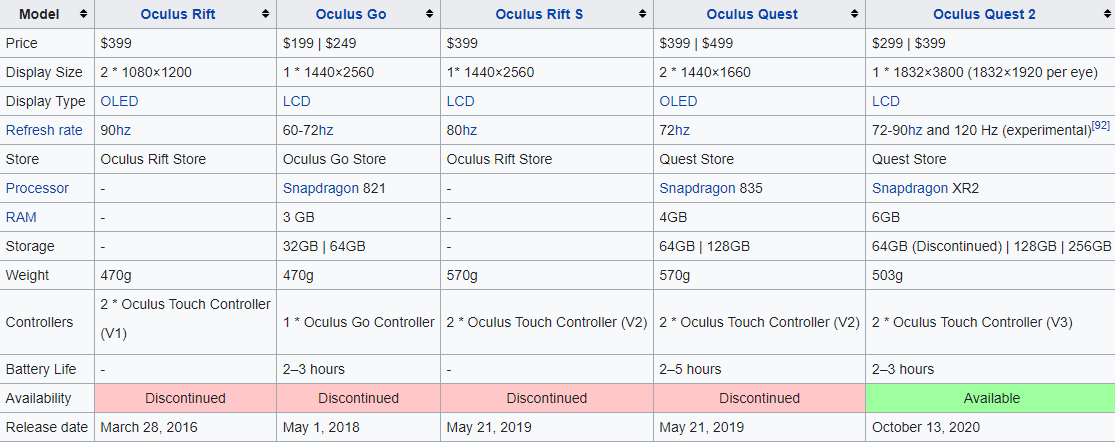 Model Oculus Rift Oculus Go Oculus Rift S Oculus Quest Oculus Quest 2
Price $399 $199 | $249 $399 $399 | $499 $299 | $399
Display Size 2 * 1080×1200 1 * 1440×2560 1* 1440×2560 2 * 1440×1660 1 * 1832×3800 (1832×1920 per eye)
Display Type OLED LCD LCD OLED LCD
Refresh rate 90hz 60-72hz 80hz 72hz 72-90hz and 120 Hz (experimental)[92]
Store Oculus Rift Store Oculus Go Store Oculus Rift Store Quest Store Quest Store
Processor - Snapdragon 821 - Snapdragon 835 Snapdragon XR2
RAM - 3 GB - 4GB 6GB
Storage - 32GB | 64GB - 64GB | 128GB 64GB (Discontinued) | 128GB | 256GB
Weight 470g 470g 570g 570g 503g
Controllers 2 * Oculus Touch Controller (V1) 1 * Oculus Go Controller 2 * Oculus Touch Controller (V2) 2 * Oculus Touch Controller (V2) 2 * Oculus Touch Controller (V3)
Battery Life - 2–3 hours - 2–5 hours 2–3 hours
Availability Discontinued Discontinued Discontinued Discontinued Available
Release date March 28, 2016 May 1, 2018 May 21, 2019 May 21, 2019 October 13, 2020